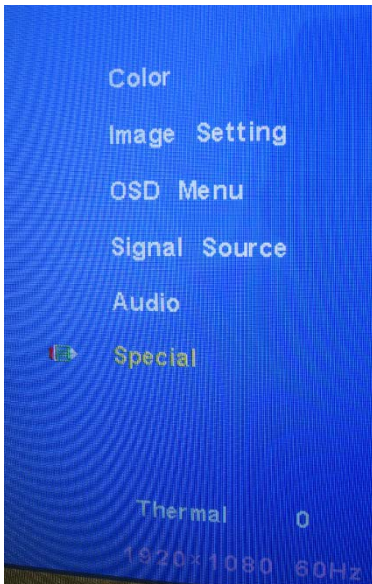 Color
Image Setting
OSD Menu
Signal Source
Audio
Special
Thermal 0
1920×1080 60Hz